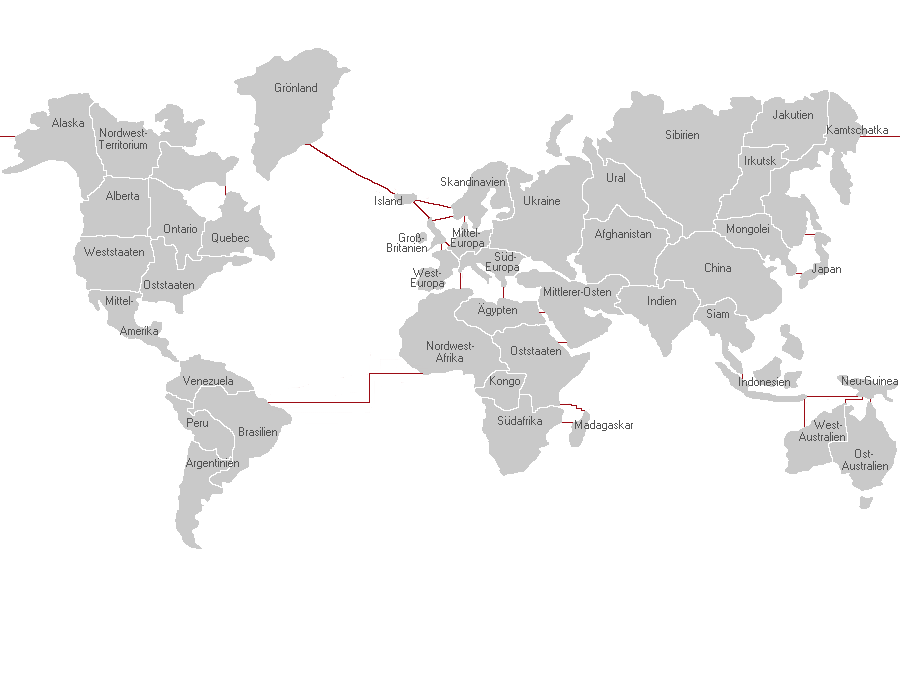 Grönland
Alaska
Nordwest-
Territorium
Alberta
Ontario
Quebec
Weststaaten
Oststaaten
Mittel-
Amerika
Venezuela
Peru
Brasilien
Argentinien
Island
Skandinavien
Groß-
Britanien
Mittel-
Europa
Ukraine
West-
Europa
Süd-
Europa
Ural
Sibirien
Jakutien
Kamtschatka
Irkutsk
Mongolei
Afghanistan
China
Japan
Mittlerer-Osten
Indien
Siam
Ägypten
Nordwest-
Afrika
Oststaaten
Kongo
Südafrika
Madagaskar
Indonesien
Neu-Guinea
West-
Australien
Ost-
Australien